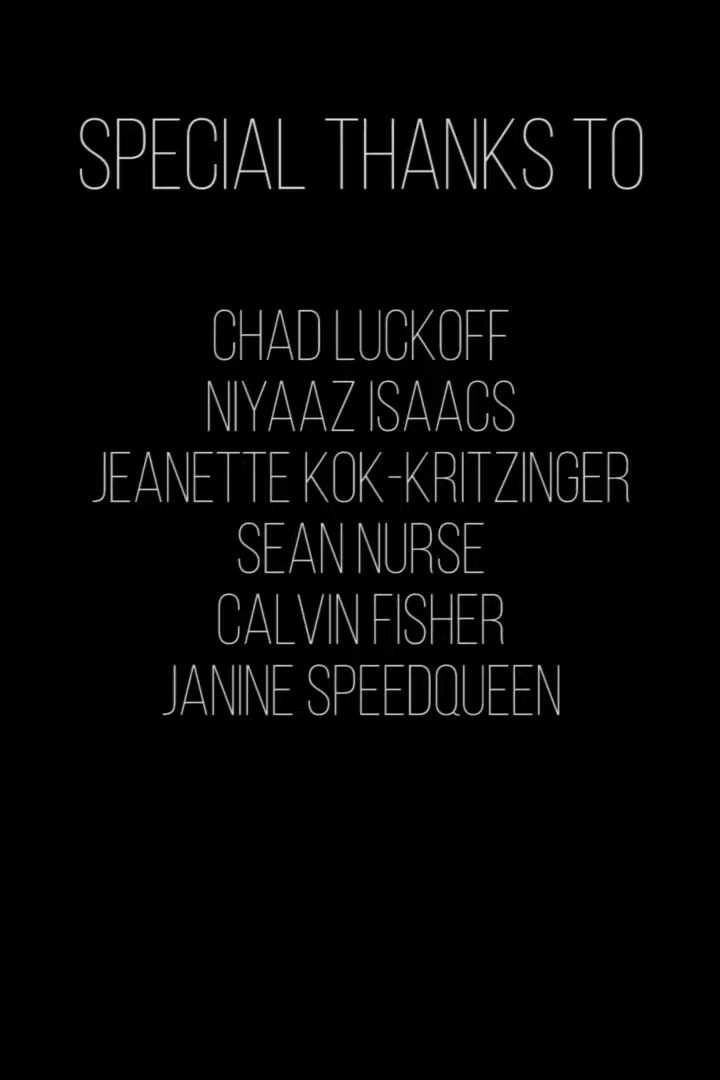 SPECIAL THANKS TO
CHAD LUCKOFF
NIYAAZ ISAACS
JEANETTE KOK-KRITZINGER
SEAN NURSE
CALVIN FISHER
JANINE SPEEDQUEEN